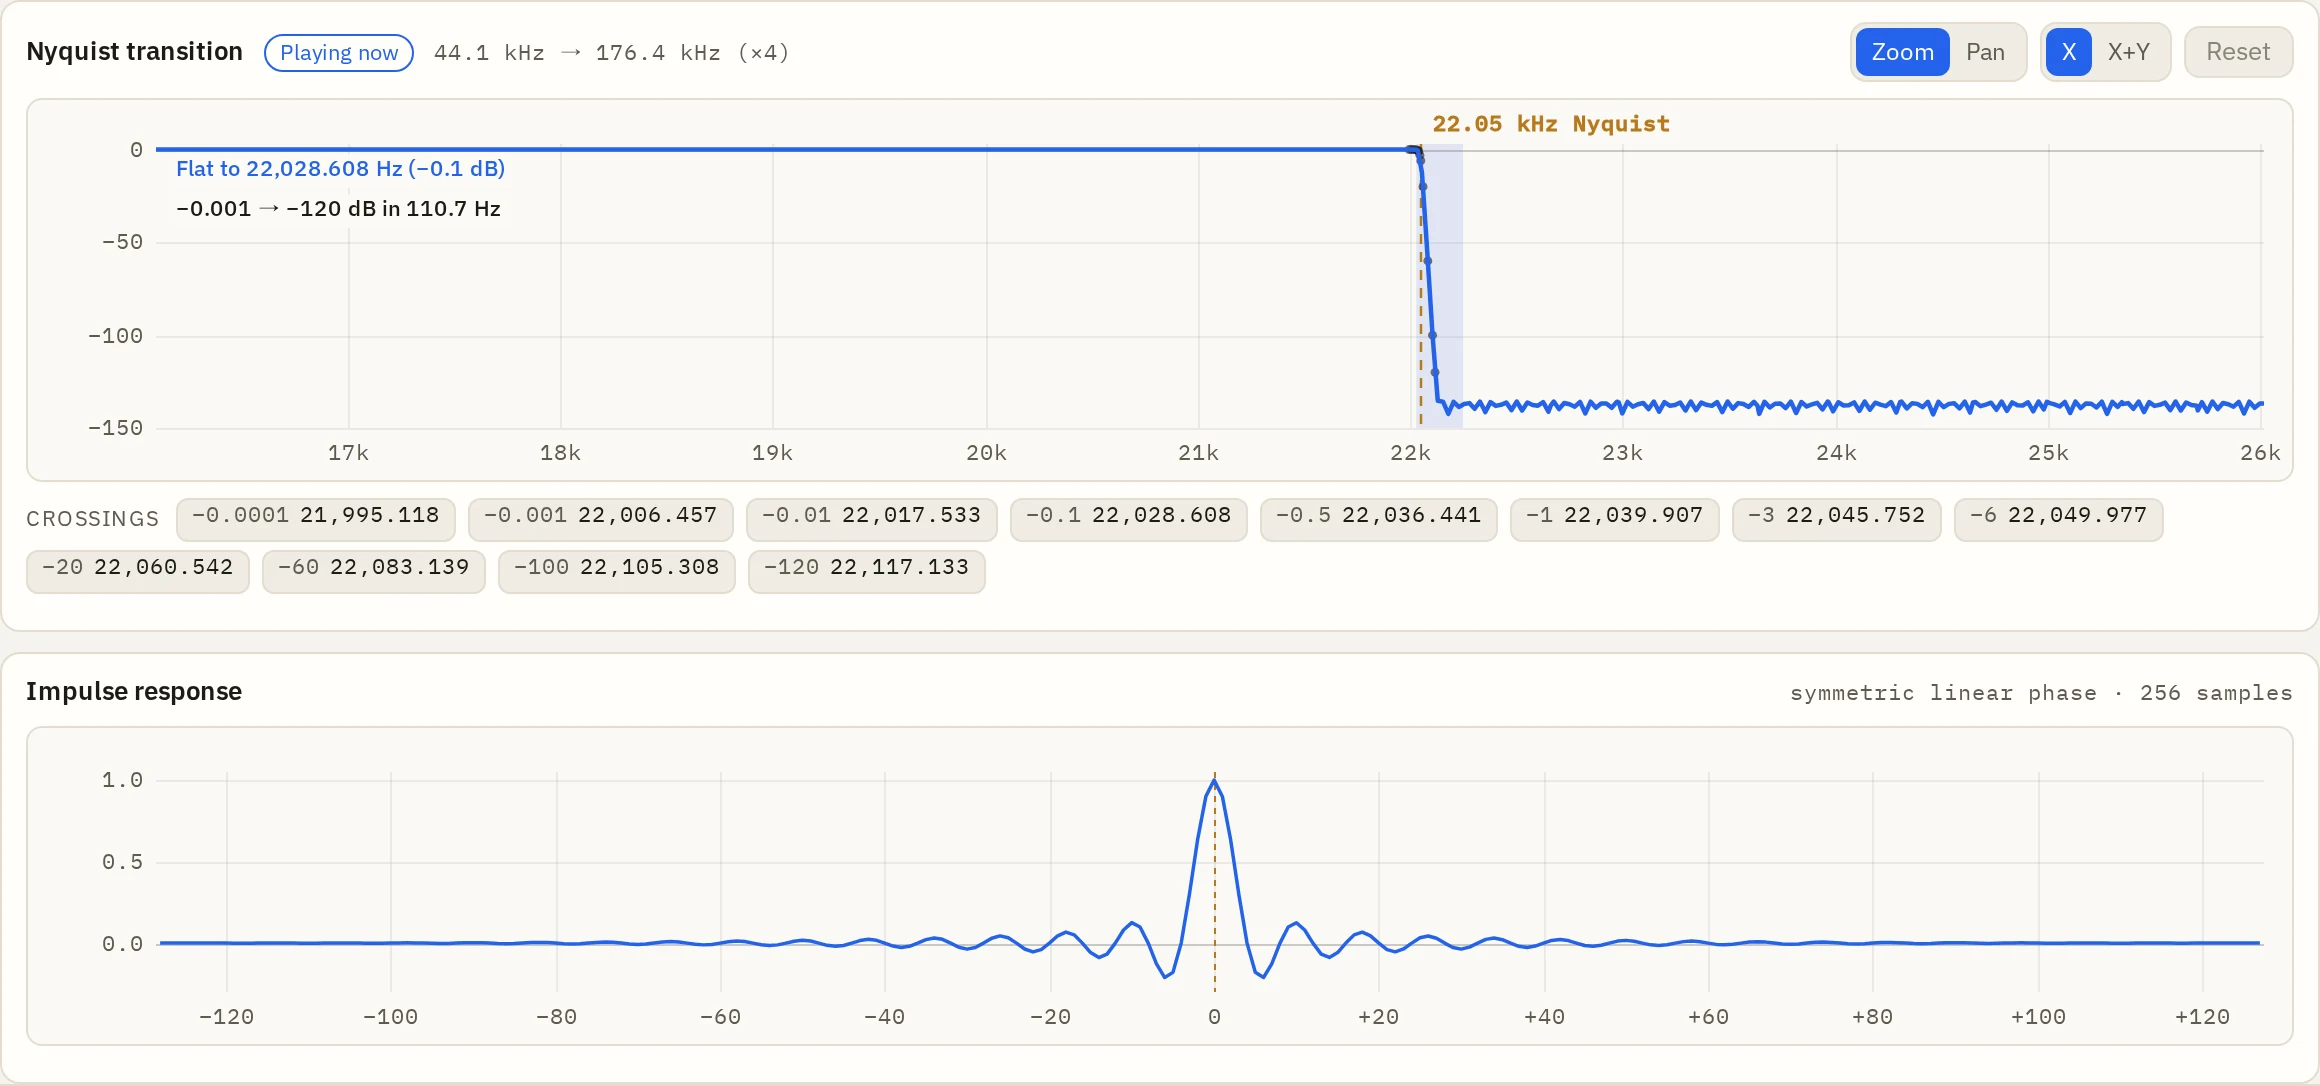 Nyquist transition Playing now 44.1 kHz → 176.4 kHz (×4) Zoom Pan X X+Y Reset
22.05 kHz Nyquist
0
Flat to 22,028.608 Hz (−0.1 dB)
−0.001 → −120 dB in 110.7 Hz
−50
−100
−150
17k 18k 19k 20k 21k 22k 23k 24k 25k 26k
CROSSINGS −0.0001 21,995.118 −0.001 22,006.457 −0.01 22,017.533 −0.1 22,028.608 −0.5 22,036.441 −1 22,039.907 −3 22,045.752 −6 22,049.977
−20 22,060.542 −60 22,083.139 −100 22,105.308 −120 22,117.133
Impulse response symmetric linear phase · 256 samples
1.0
0.5
0.0
−120 −100 −80 −60 −40 −20 0 +20 +40 +60 +80 +100 +120